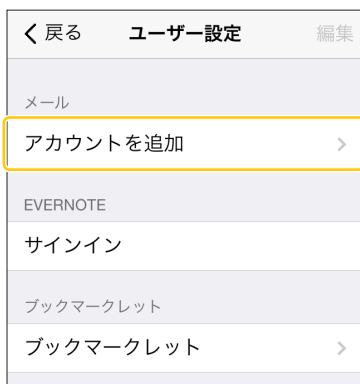 戻る ユーザー設定 編集
メール
アカウントを追加
EVERNOTE
サインイン
ブックマークレット
ブックマークレット